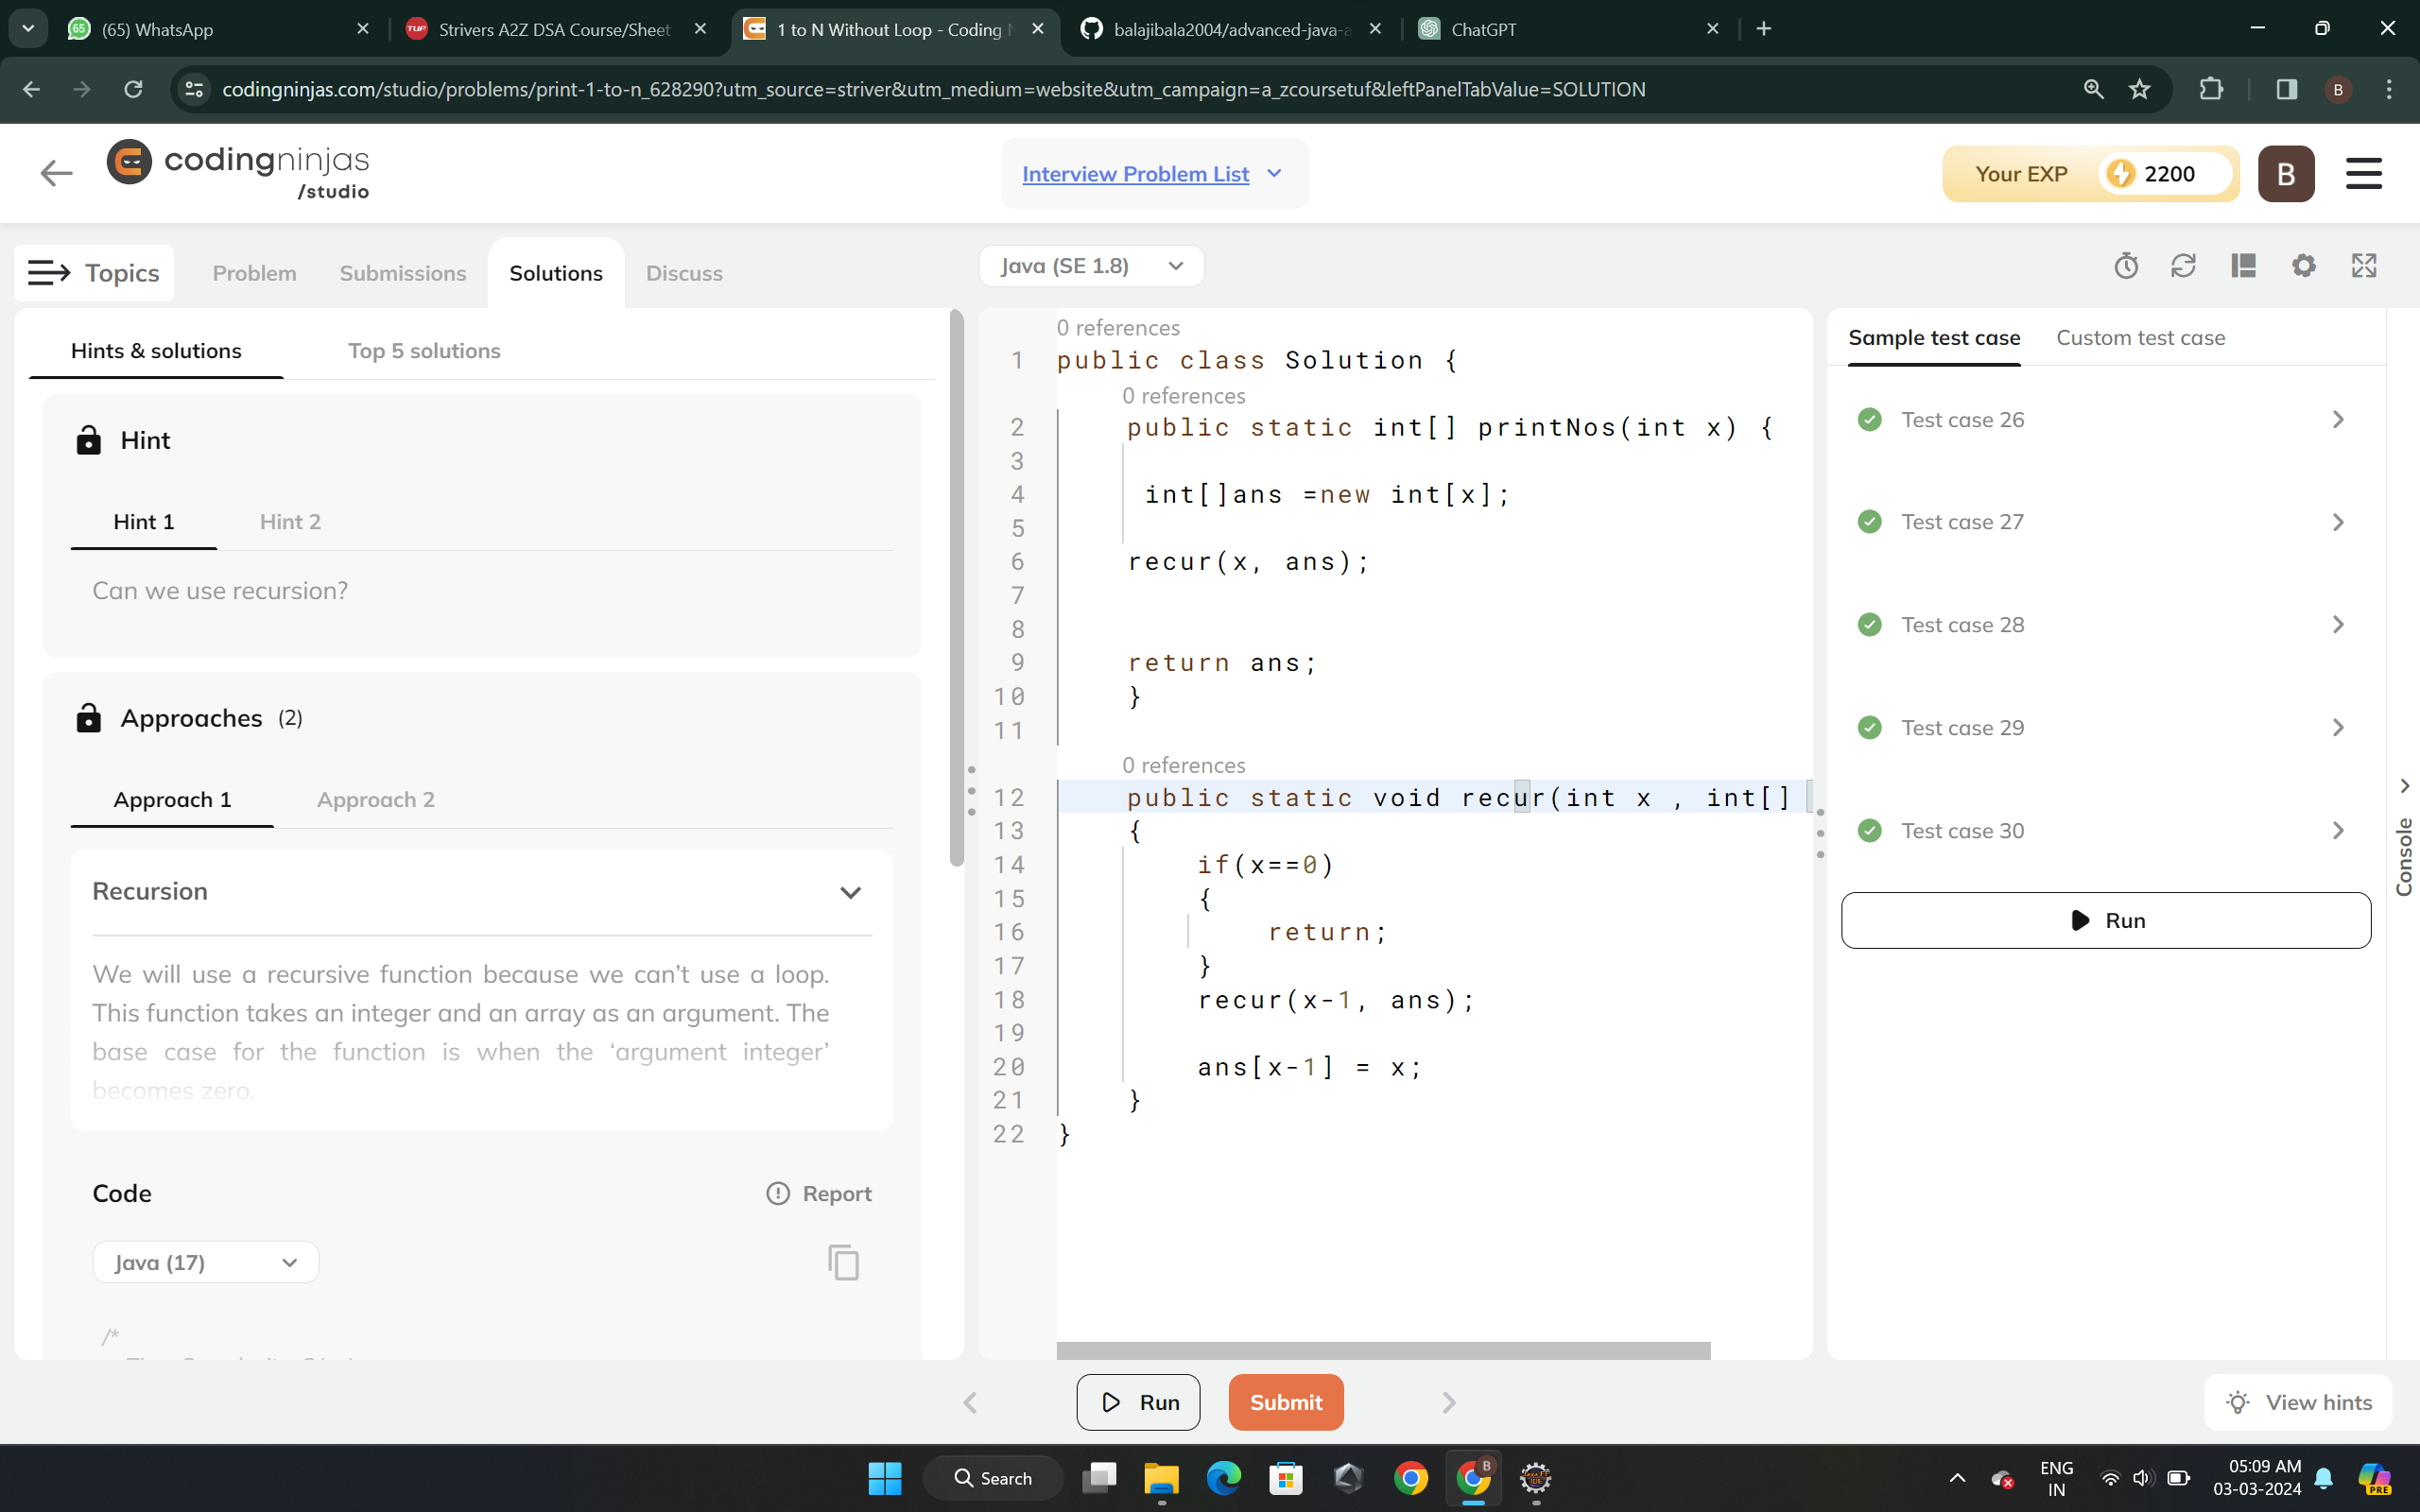 65
(65) WhatsApp
TUF
Strivers A2Z DSA Course/Sheet
1 to N Without Loop - Coding N
balajibala2004/advanced-java-a
ChatGPT
codingninjas.com/studio/problems/print-1-to-n_628290?utm_source=striver&utm_medium=website&utm_campaign=a_zcoursetuf&leftPanelTabValue=SOLUTION
B
codingninjas
/studio
Interview Problem List
Your EXP
2200
B
Topics
Problem
Submissions
Solutions
Discuss
Java (SE 1.8)
Hints & solutions
Top 5 solutions
Hint
Hint 1
Hint 2
Can we use recursion?
Approaches (2)
Approach 1
Approach 2
Recursion
We will use a recursive function because we can’t use a loop.
This function takes an integer and an array as an argument. The
base case for the function is when the ‘argument integer’
becomes zero.
Code
Report
Java (17)
/*
0 references
1 public class Solution {
0 references
2 public static int[] printNos(int x) {
3
4 int[]ans =new int[x];
5
6 recur(x, ans);
7
8
9 return ans;
10 }
11
0 references
12 public static void recur(int x , int[]
13 {
14 if(x==0)
15 {
16 return;
17 }
18 recur(x-1, ans);
19
20 ans[x-1] = x;
21 }
22 }
Sample test case
Custom test case
Test case 26
Test case 27
Test case 28
Test case 29
Test case 30
Run
Console
Run
Submit
View hints
Search
B
ENG
IN
05:09 AM
03-03-2024
PRE